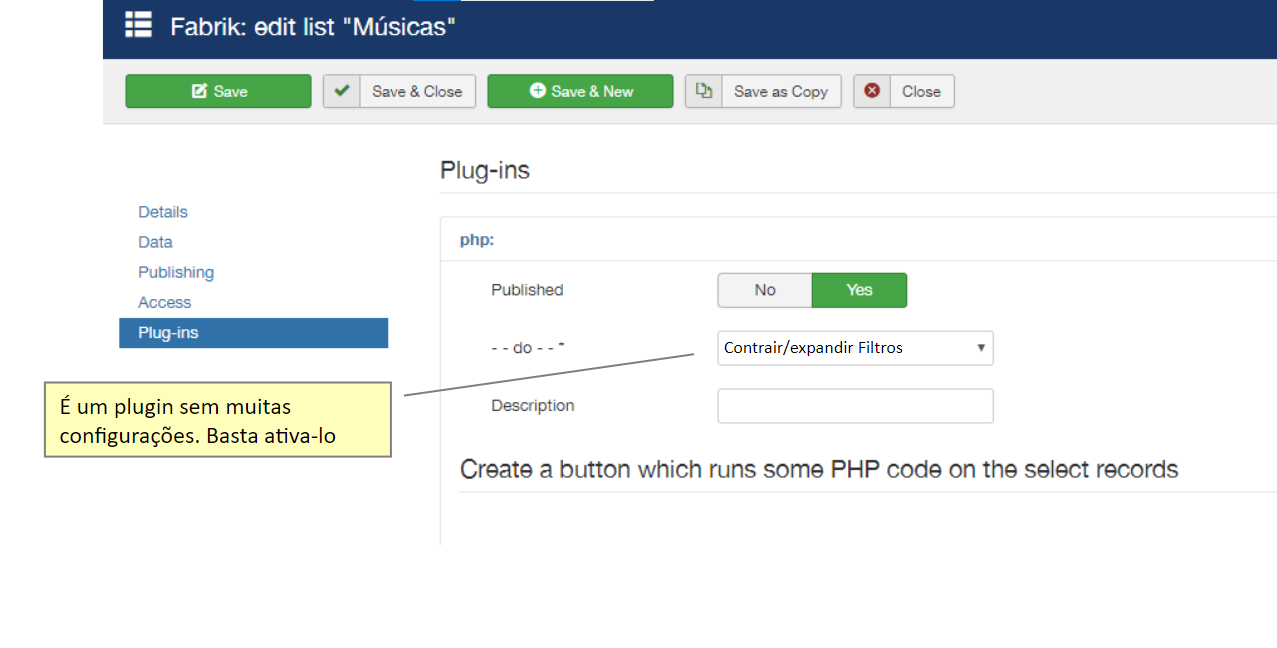 Fabrik: edit list "Músicas"
Save
Save & Close
Save & New
Save as Copy
Close
Plug-ins
Details
Data
Publishing
Access
Plug-ins
php:
Published
No
Yes
- - do - - *
Contrair/expandir Filtros
Description
É um plugin sem muitas
configurações. Basta ativa-lo
Create a button which runs some PHP code on the select records